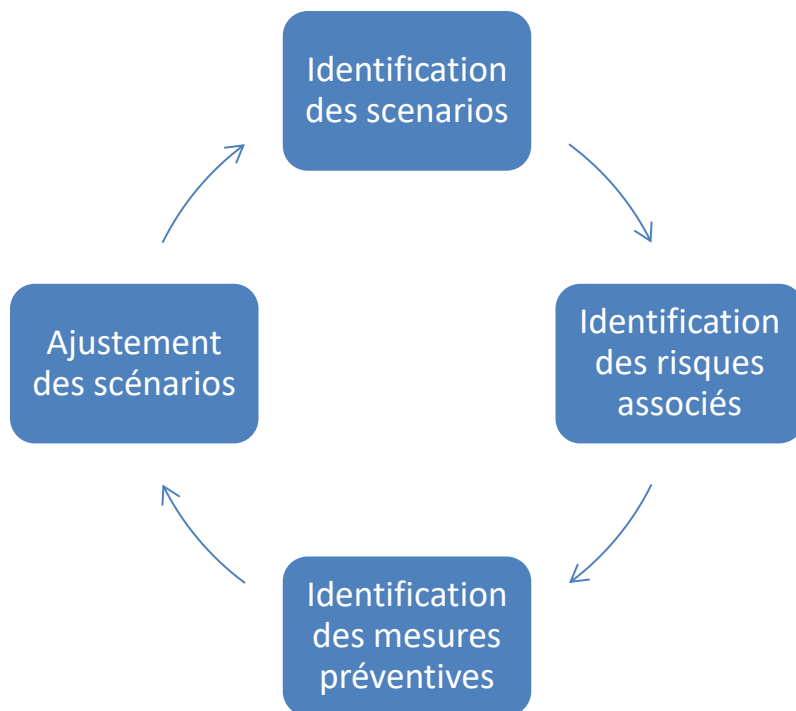 Identification
des scenarios
Identification
des risques
associés
Identification
des mesures
préventives
Ajustement
des scénarios